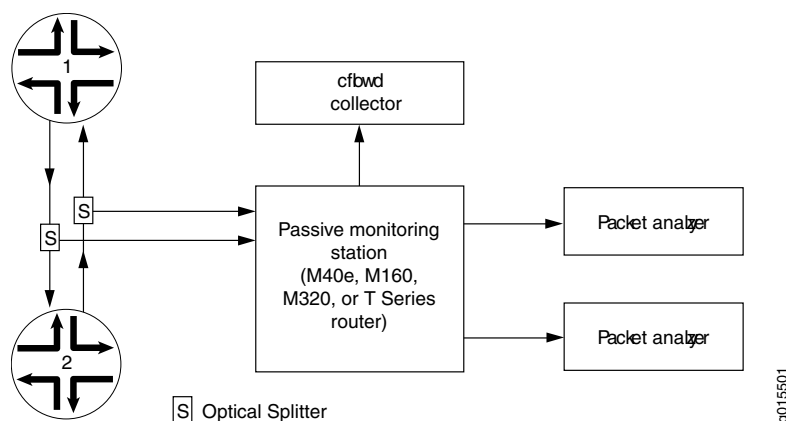 1
cfbwd
collector
S
S
Passive monitoring
station
(M40e, M160,
M320, or T Series
router)
Packet analyzer
Packet analyzer
2
S Optical Splitter
g015501